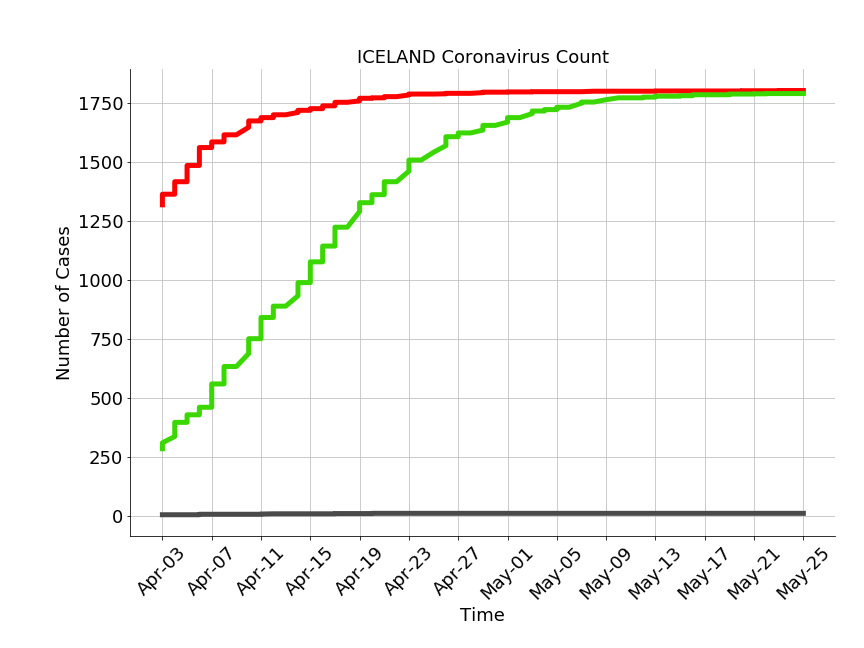 ICELAND Coronavirus Count
1750
1500
1250
1000
750
500
250
0
Number of Cases
Apr-03
Apr-07
Apr-11
Apr-15
Apr-19
Apr-23
Apr-27
May-01
May-05
May-09
May-13
May-17
May-21
May-25
Time